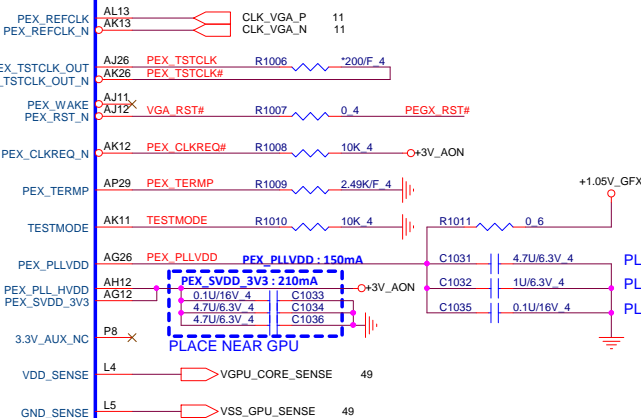 PEX_REFCLK AL13 CLK_VGA_P 11
PEX_REFCLK_N AK13 CLK_VGA_N 11
PEX_TSTCLK_OUT AJ26 PEX_TSTCLK R1006 *200/F_4
_TSTCLK_OUT_N AK26 PEX_TSTCLK#
PEX_WAKE AJ11
PEX_RST_N AJ12 VGA_RST# R1007 0_4 PEGX_RST#
PEX_CLKREQ_N AK12 PEX_CLKREQ# R1008 10K_4 +3V_AON
PEX_TERMP AP29 PEX_TERMP R1009 2.49K/F_4 +1.05V_GFX
TESTMODE AK11 TESTMODE R1010 10K_4 R1011 0_6
PEX_PLLVDD AG26 PEX_PLLVDD PEX_PLLVDD : 150mA C1031 4.7U/6.3V_4 PL
PEX_PLL_HVDD AH12 PEX_SVDD_3V3 : 210mA +3V_AON C1032 1U/6.3V_4 PL
PEX_SVDD_3V3 AG12 0.1U/16V_4 C1033
4.7U/6.3V_4 C1034 C1035 0.1U/16V_4 PL
4.7U/6.3V_4 C1036
3.3V_AUX_NC P8 PLACE NEAR GPU
VDD_SENSE L4 VGPU_CORE_SENSE 49
GND_SENSE L5 VSS_GPU_SENSE 49